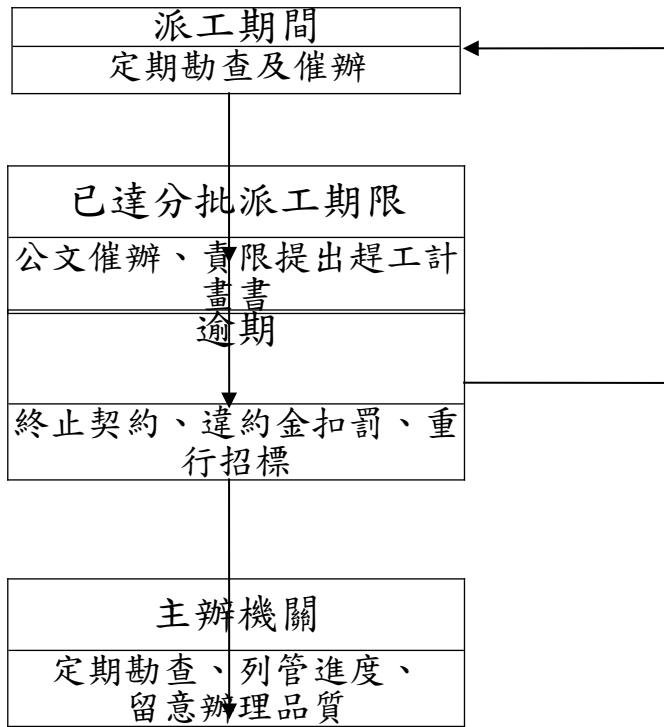 派工期間
定期勘查及催辦
已達分批派工期限
公文催辦、責限提出趕工計
畫書
逾期
終止契約、違約金扣罰、重
行招標
主辦機關
定期勘查、列管進度、
留意辦理品質